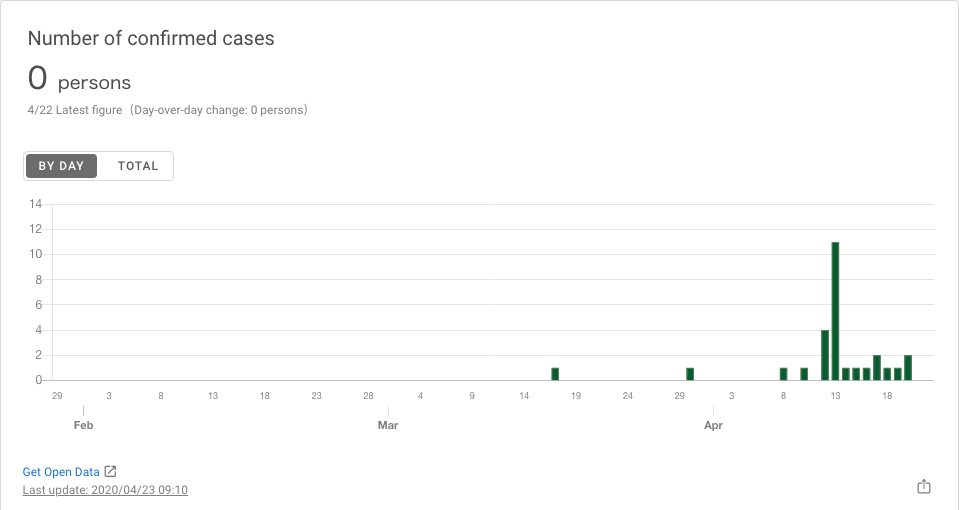 Number of confirmed cases
0 persons
4/22 Latest figure（Day-over-day change: 0 persons）
BY DAY TOTAL
14
12
10
8
6
4
2
0
29 3 8 13 18 23 28 4 9 14 19 24 29 3 8 13 18
Feb Mar Apr
Get Open Data
Last update: 2020/04/23 09:10